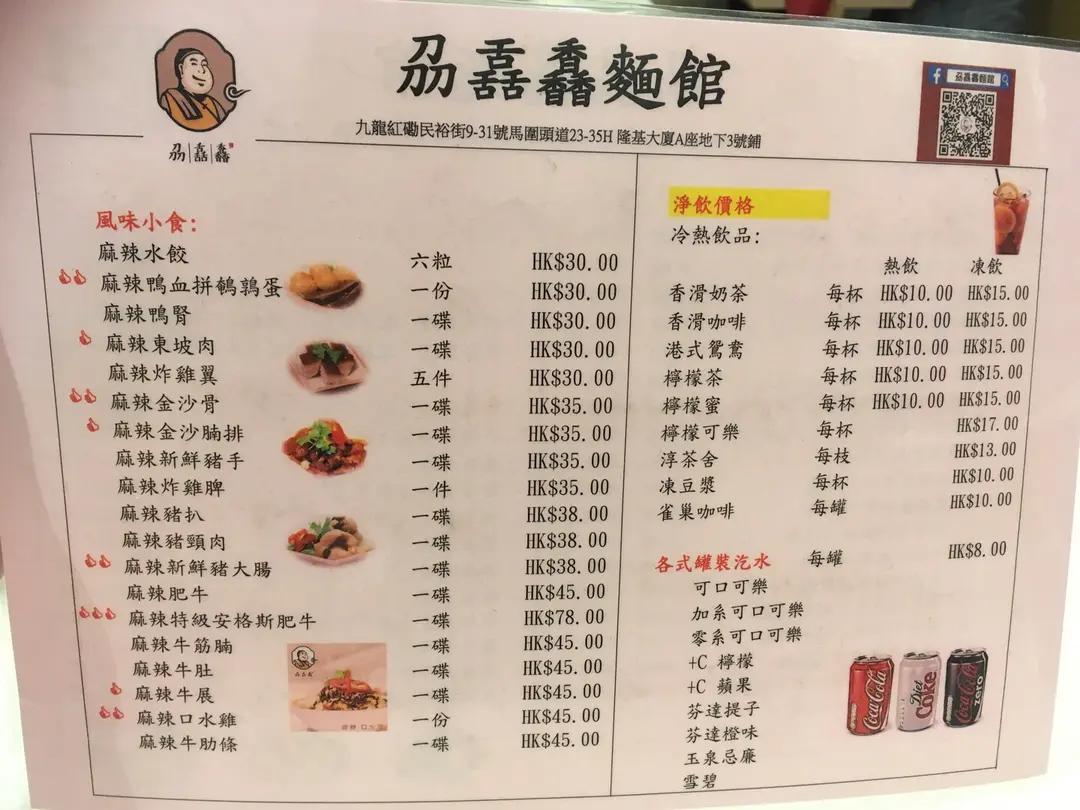 刕舙馫麵館
九龍紅磡民裕街9-31號馬圍頭道23-35H 隆基大廈A座地下3號鋪
風味小食:
麻辣水餃 六粒 HK$30.00
麻辣鴨血拼鵪鶉蛋 一份 HK$30.00
麻辣鴨腎 一碟 HK$30.00
麻辣東坡肉 一碟 HK$30.00
麻辣炸雞翼 五件 HK$30.00
麻辣金沙骨 一碟 HK$35.00
麻辣金沙腩排 一碟 HK$35.00
麻辣新鮮豬手 一碟 HK$35.00
麻辣炸雞脾 一件 HK$35.00
麻辣豬扒 一碟 HK$38.00
麻辣豬頸肉 一碟 HK$38.00
麻辣新鮮豬大腸 一碟 HK$38.00
麻辣肥牛 一碟 HK$45.00
麻辣特級安格斯肥牛 一碟 HK$78.00
麻辣牛筋腩 一碟 HK$45.00
麻辣牛肚 一碟 HK$45.00
麻辣牛展 一碟 HK$45.00
麻辣口水雞 一份 HK$45.00
麻辣牛肋條 一碟 HK$45.00
淨飲價格
冷熱飲品:
熱飲 凍飲
香滑奶茶 每杯 HK$10.00 HK$15.00
香滑咖啡 每杯 HK$10.00 HK$15.00
港式鴛鴦 每杯 HK$10.00 HK$15.00
檸檬茶 每杯 HK$10.00 HK$15.00
檸檬蜜 每杯 HK$10.00 HK$15.00
檸檬可樂 每杯 HK$17.00
淳茶舍 每枝 HK$13.00
凍豆漿 每杯 HK$10.00
雀巢咖啡 每罐 HK$10.00
各式罐裝汽水 每罐 HK$8.00
可口可樂
加系可口可樂
零系可口可樂
+C 檸檬
+C 蘋果
芬達提子
芬達橙味
玉泉忌廉
雪碧
Coca-Cola
Diet Coke
Coca-Cola zero